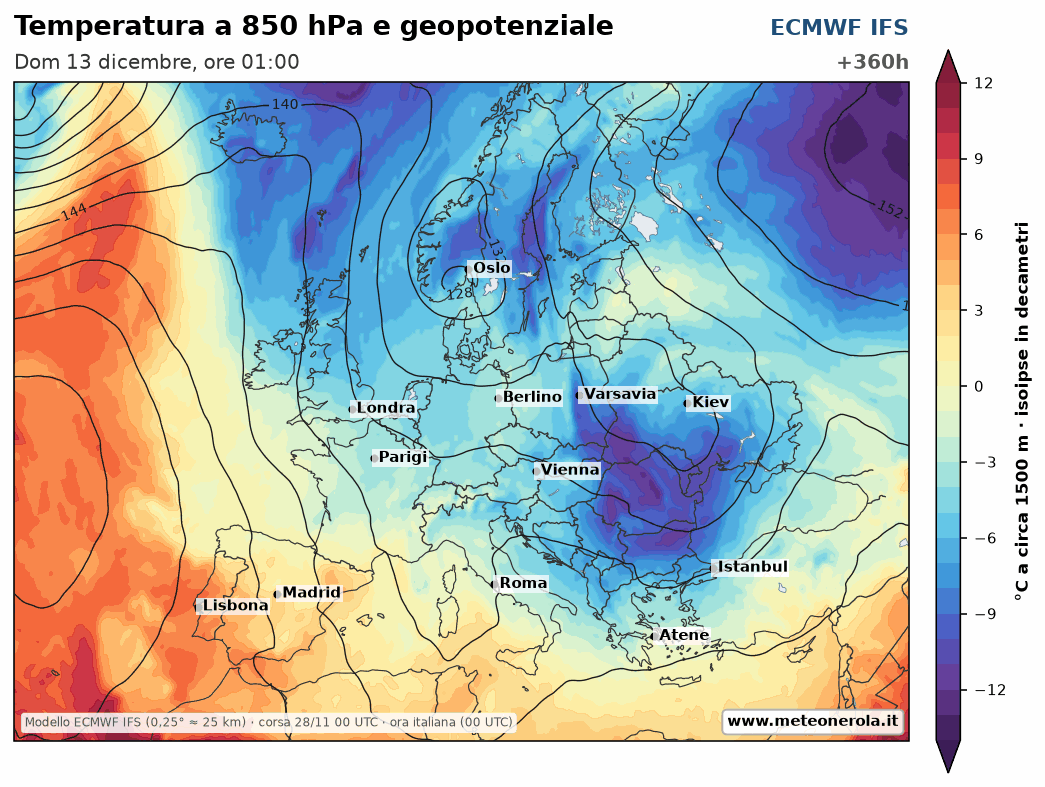 Temperatura a 850 hPa e geopotenziale
ECMWF IFS
Dom 13 dicembre, ore 01:00
+360h
140
144
152
13
128
1
Oslo
Londra
Berlino
Varsavia
Kiev
Parigi
Vienna
Istanbul
Roma
Madrid
Lisbona
Atene
12
9
6
3
0
−3
−6
−9
−12
°C a circa 1500 m · isoipse in decametri
Modello ECMWF IFS (0,25° ≈ 25 km) · corsa 28/11 00 UTC · ora italiana (00 UTC)
www.meteonerola.it